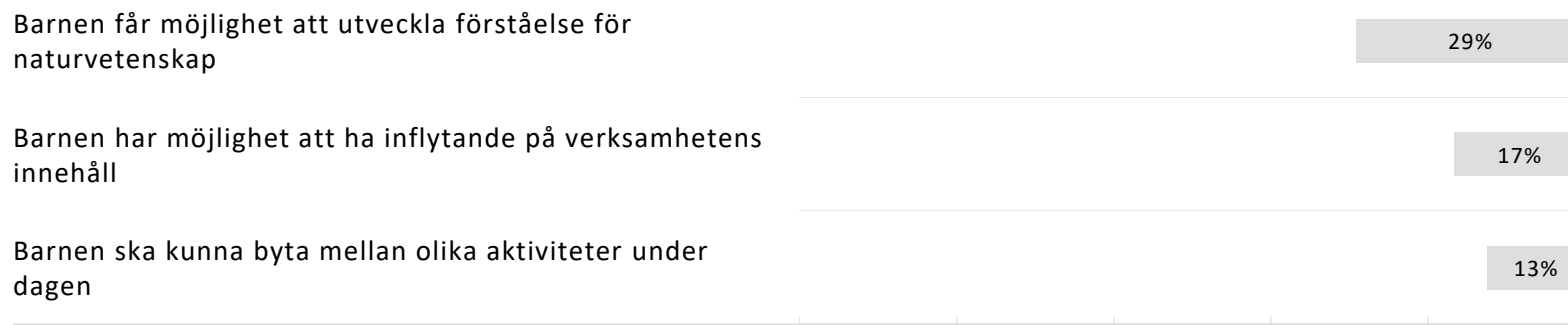 Barnen får möjlighet att utveckla förståelse för
naturvetenskap
29%
Barnen har möjlighet att ha inflytande på verksamhetens
innehåll
17%
Barnen ska kunna byta mellan olika aktiviteter under
dagen
13%